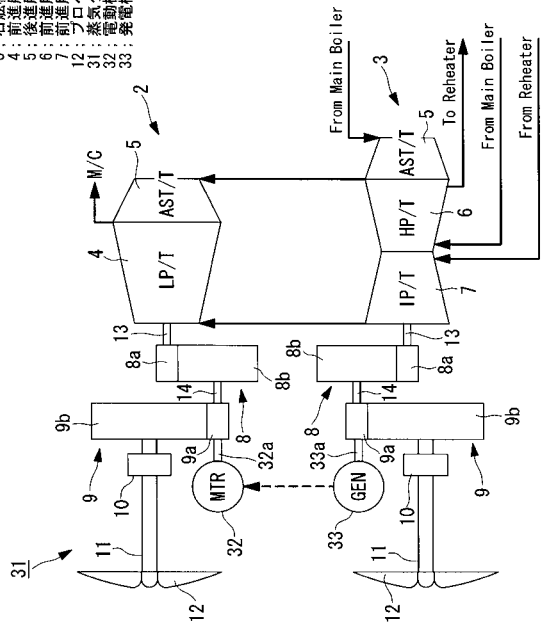 4；前進
5；後進
6；前進
7；前進
12；プロ
31；蒸気
32；電動
33；発電
31
12
12
11
11
10
10
9
9
9b
9b
9a
9a
MTR
GEN
32
33
32a
33a
14
14
8
8
8a
8a
8b
8b
13
13
4
LP/T
5
AST/T
M/C
2
7
IP/T
6
HP/T
5
AST/T
3
From Main Boiler
To Reheater
From Main Boiler
From Reheater